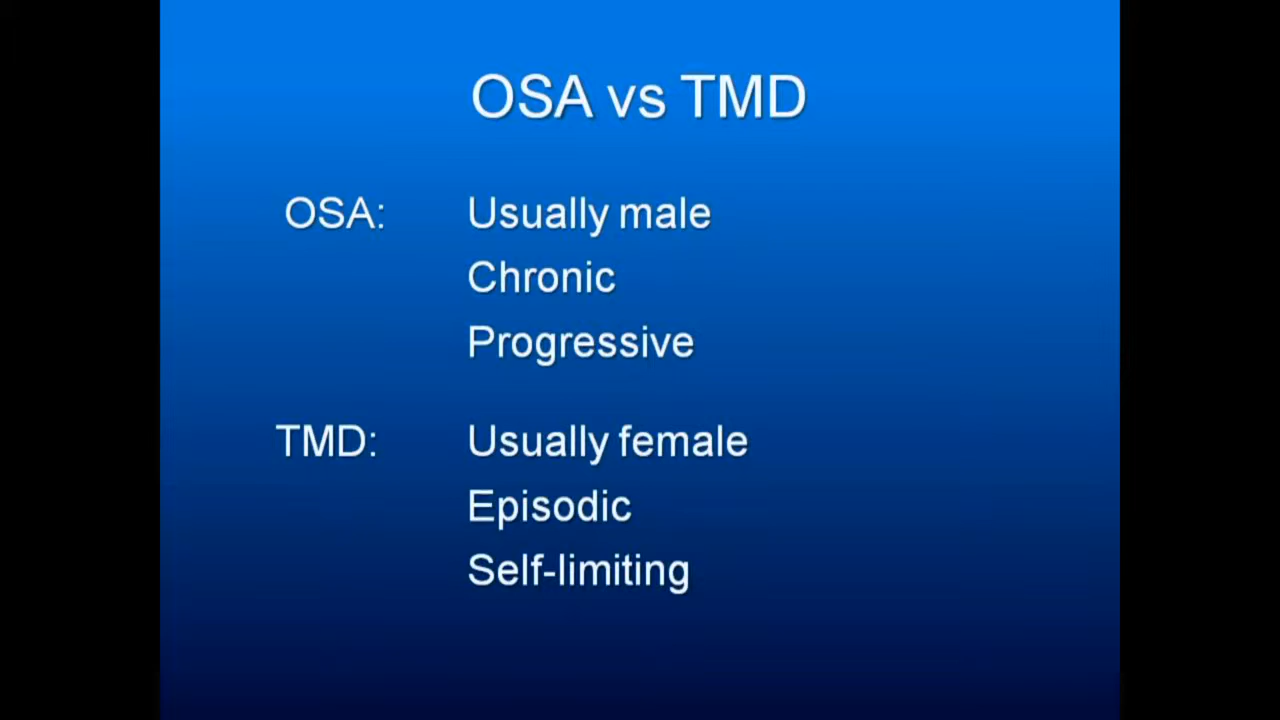 OSA vs TMD
OSA: Usually male
Chronic
Progressive
TMD: Usually female
Episodic
Self-limiting